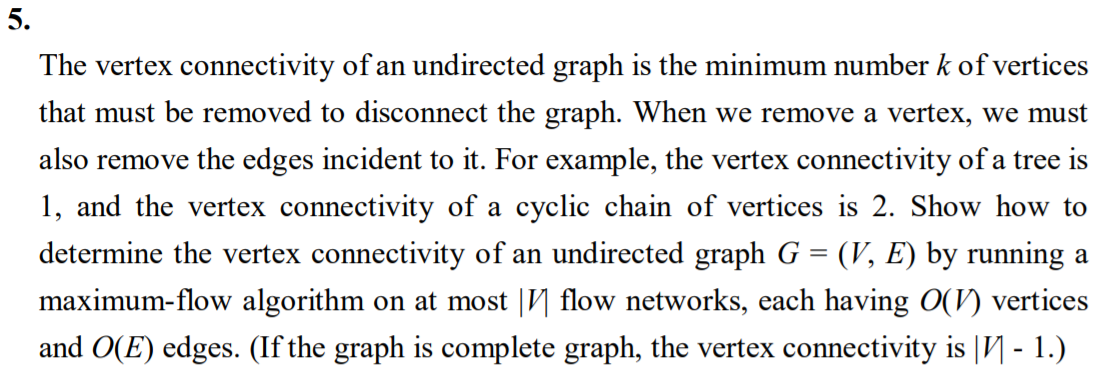 5.
The vertex connectivity of an undirected graph is the minimum number k of vertices
that must be removed to disconnect the graph. When we remove a vertex, we must
also remove the edges incident to it. For example, the vertex connectivity of a tree is
1, and the vertex connectivity of a cyclic chain of vertices is 2. Show how to
determine the vertex connectivity of an undirected graph G = (V, E) by running a
maximum-flow algorithm on at most |V| flow networks, each having O(V) vertices
and O(E) edges. (If the graph is complete graph, the vertex connectivity is |V| - 1.)